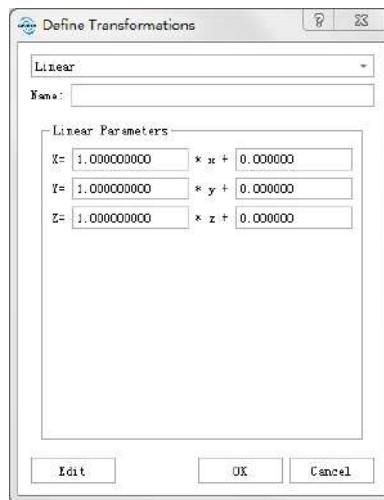 Define Transformations
Linear
Name:
Linear Parameters
X= 1.000000000 * x + 0.000000
Y= 1.000000000 * y + 0.000000
Z= 1.000000000 * z + 0.000000
Edit OK Cancel